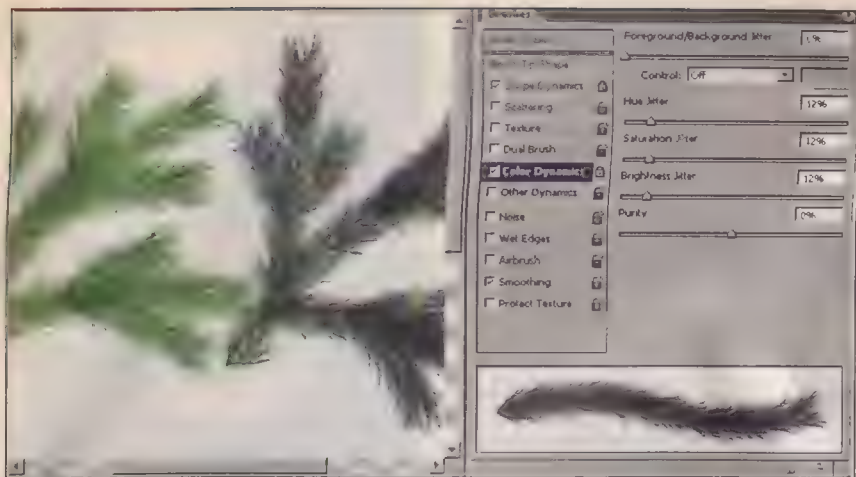 Brushes
Brush Tip Shape
Shape Dynamics
Scattering
Texture
Dual Brush
Color Dynamics
Other Dynamics
Noise
Wet Edges
Airbrush
Smoothing
Protect Texture
Foreground/Background Jitter
0%
Control: Off
Hue Jitter
12%
Saturation Jitter
12%
Brightness Jitter
12%
Purity
0%